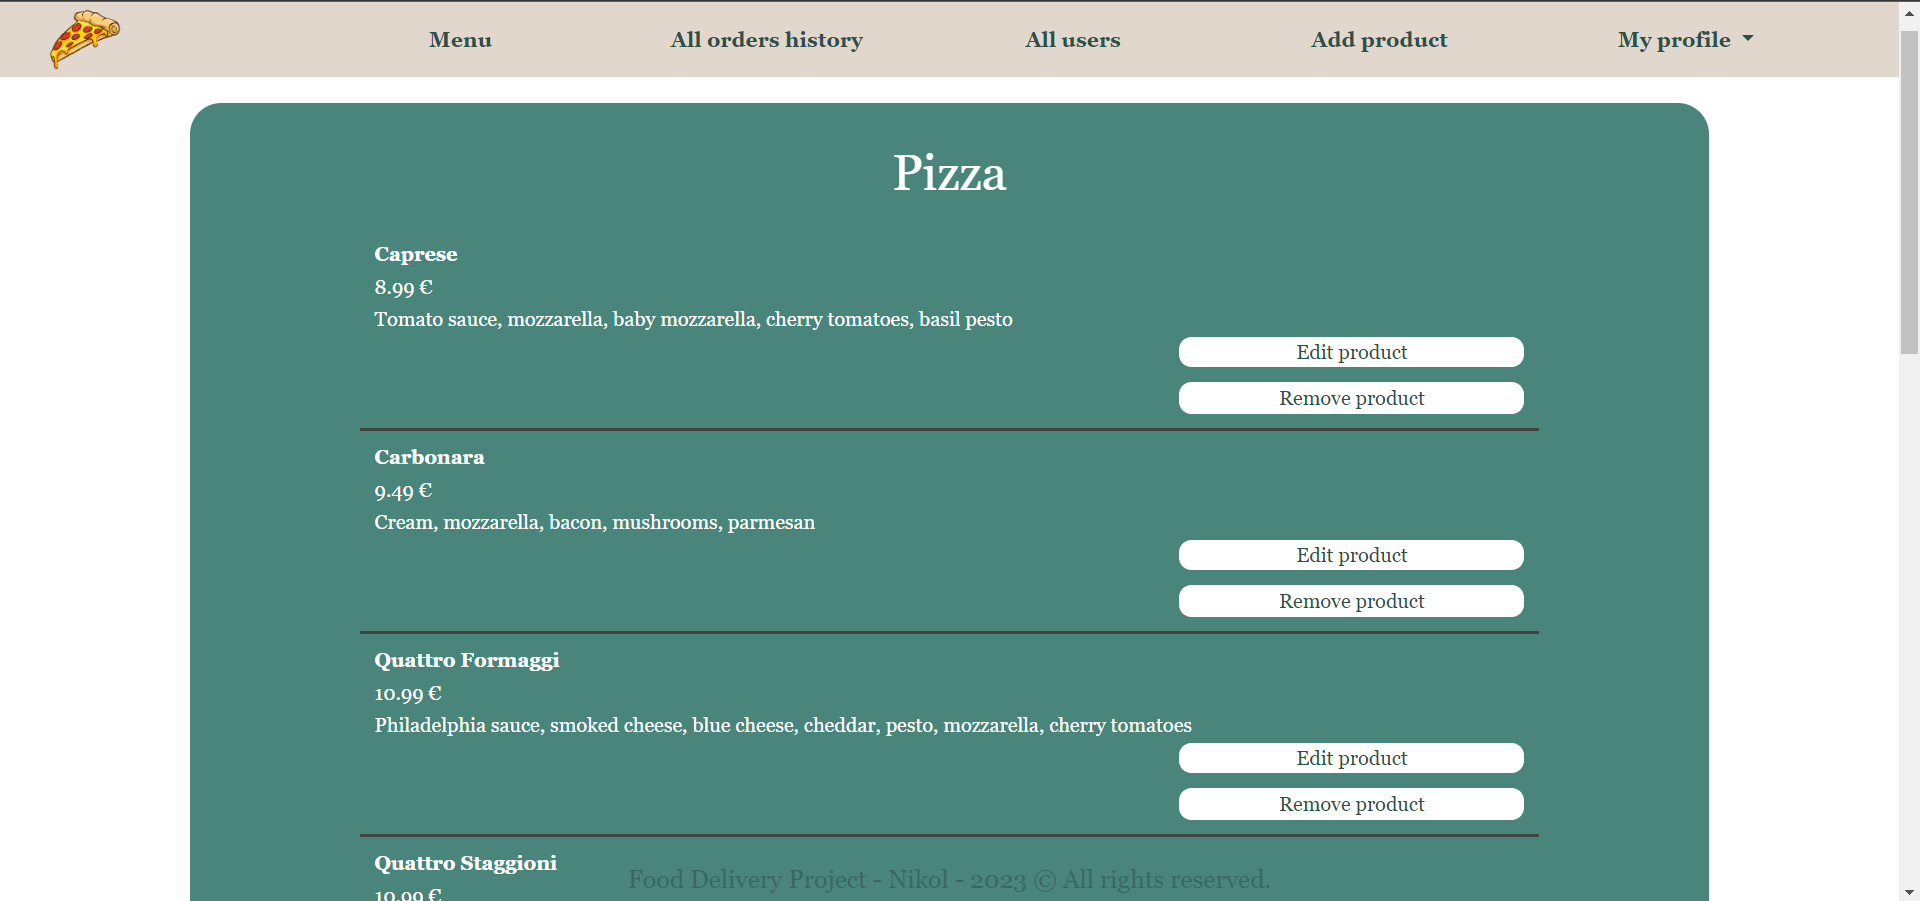 Menu All orders history All users Add product My profile
Pizza
Caprese
8.99 €
Tomato sauce, mozzarella, baby mozzarella, cherry tomatoes, basil pesto
Edit product
Remove product
Carbonara
9.49 €
Cream, mozzarella, bacon, mushrooms, parmesan
Edit product
Remove product
Quattro Formaggi
10.99 €
Philadelphia sauce, smoked cheese, blue cheese, cheddar, pesto, mozzarella, cherry tomatoes
Edit product
Remove product
Quattro Staggioni
10.99 €
Food Delivery Project - Nikol - 2023 © All rights reserved.